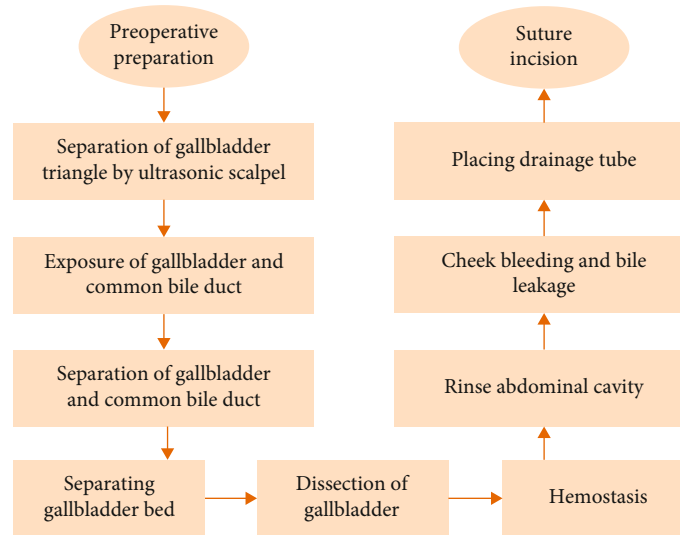 Preoperative
preparation
Separation of gallbladder
triangle by ultrasonic scalpel
Exposure of gallbladder and
common bile duct
Separation of gallbladder
and common bile duct
Separating
gallbladder bed
Dissection of
gallbladder
Hemostasis
Rinse abdominal cavity
Cheek bleeding and bile
leakage
Placing drainage tube
Suture
incision